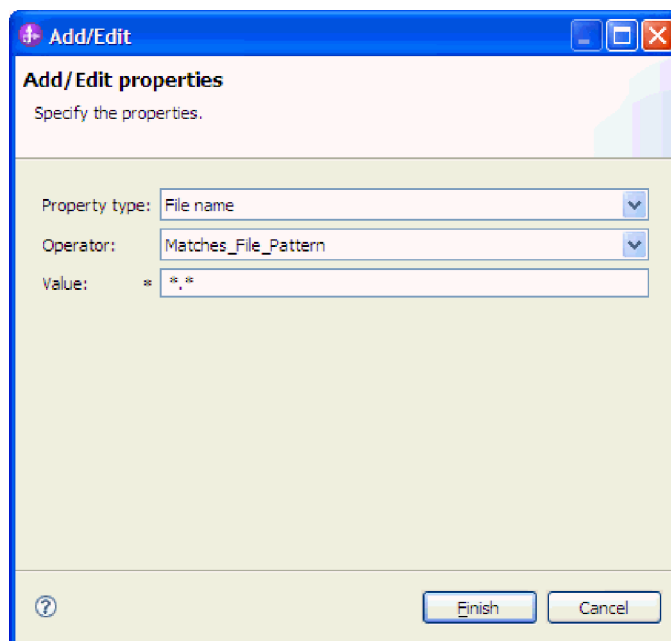 Add/Edit
Add/Edit properties
Specify the properties.
Property type: File name
Operator: Matches_File_Pattern
Value: * *.*
? Finish Cancel